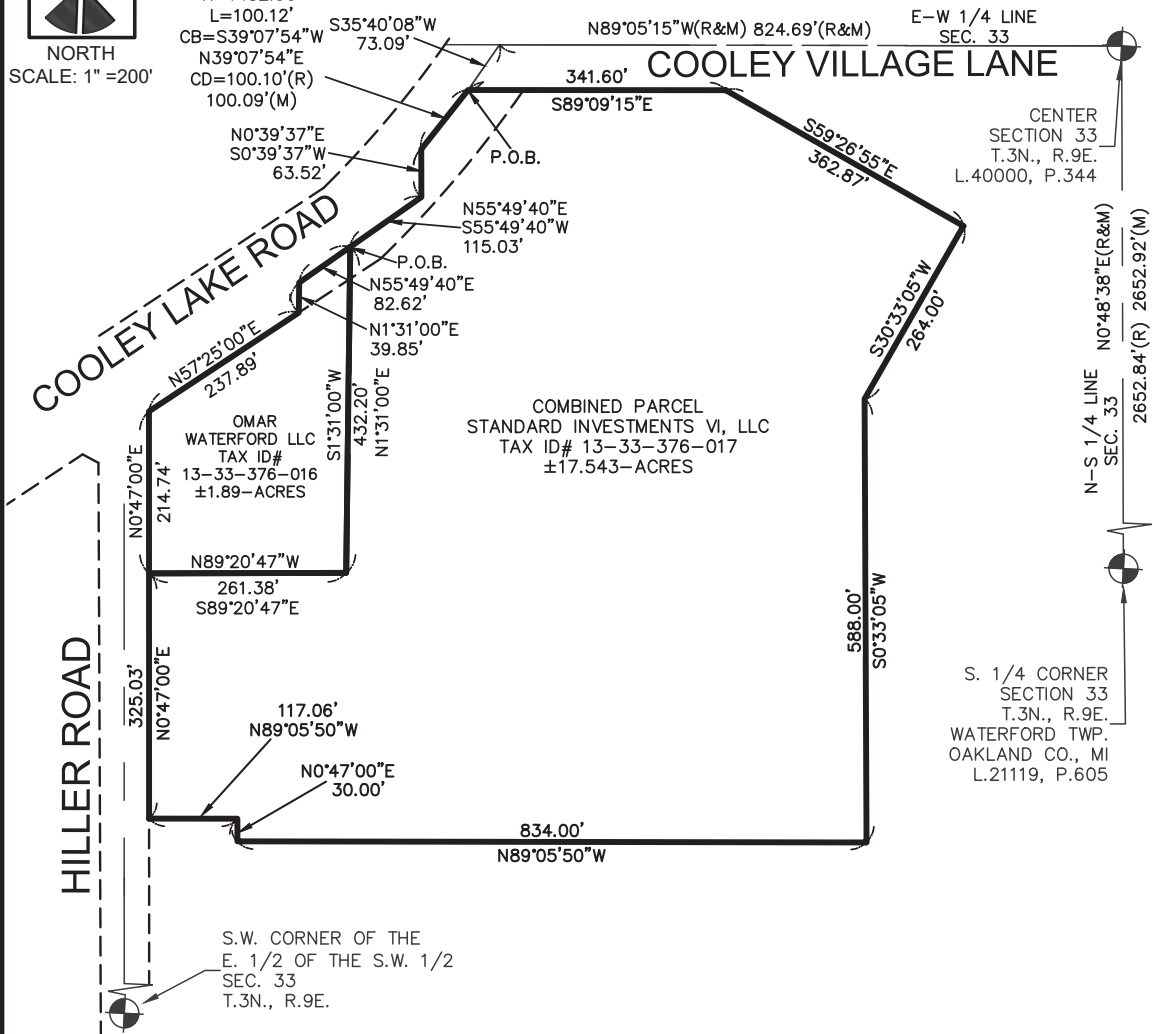 NORTH
SCALE: 1" =200'
L=100.12'
CB=S39°07'54"W
N39°07'54"E
CD=100.10'(R)
100.09'(M)
S35°40'08"W
73.09'
N89°05'15"W(R&M) 824.69'(R&M)
E-W 1/4 LINE
SEC. 33
COOLEY VILLAGE LANE
341.60'
S89°09'15"E
P.O.B.
CENTER
SECTION 33
T.3N., R.9E.
L.40000, P.344
N0°39'37"E
S0°39'37"W
63.52'
S59°26'55"E
362.87'
N55°49'40"E
S55°49'40"W
115.03'
COOLEY LAKE ROAD
P.O.B.
N55°49'40"E
82.62'
N1°31'00"E
39.85'
N57°25'00"E
237.89'
S30°33'05"W
264.00'
N-S 1/4 LINE
SEC. 33
N0°48'38"E(R&M)
2652.84'(R) 2652.92'(M)
OMAR
WATERFORD LLC
TAX ID#
13-33-376-016
±1.89-ACRES
S1°31'00"W
432.20'
N1°31'00"E
COMBINED PARCEL
STANDARD INVESTMENTS VI, LLC
TAX ID# 13-33-376-017
±17.543-ACRES
N0°47'00"E
214.74'
N89°20'47"W
261.38'
S89°20'47"E
588.00'
S0°33'05"W
HILLER ROAD
325.03'
N0°47'00"E
117.06'
N89°05'50"W
N0°47'00"E
30.00'
834.00'
N89°05'50"W
S. 1/4 CORNER
SECTION 33
T.3N., R.9E.
WATERFORD TWP.
OAKLAND CO., MI
L.21119, P.605
S.W. CORNER OF THE
E. 1/2 OF THE S.W. 1/2
SEC. 33
T.3N., R.9E.